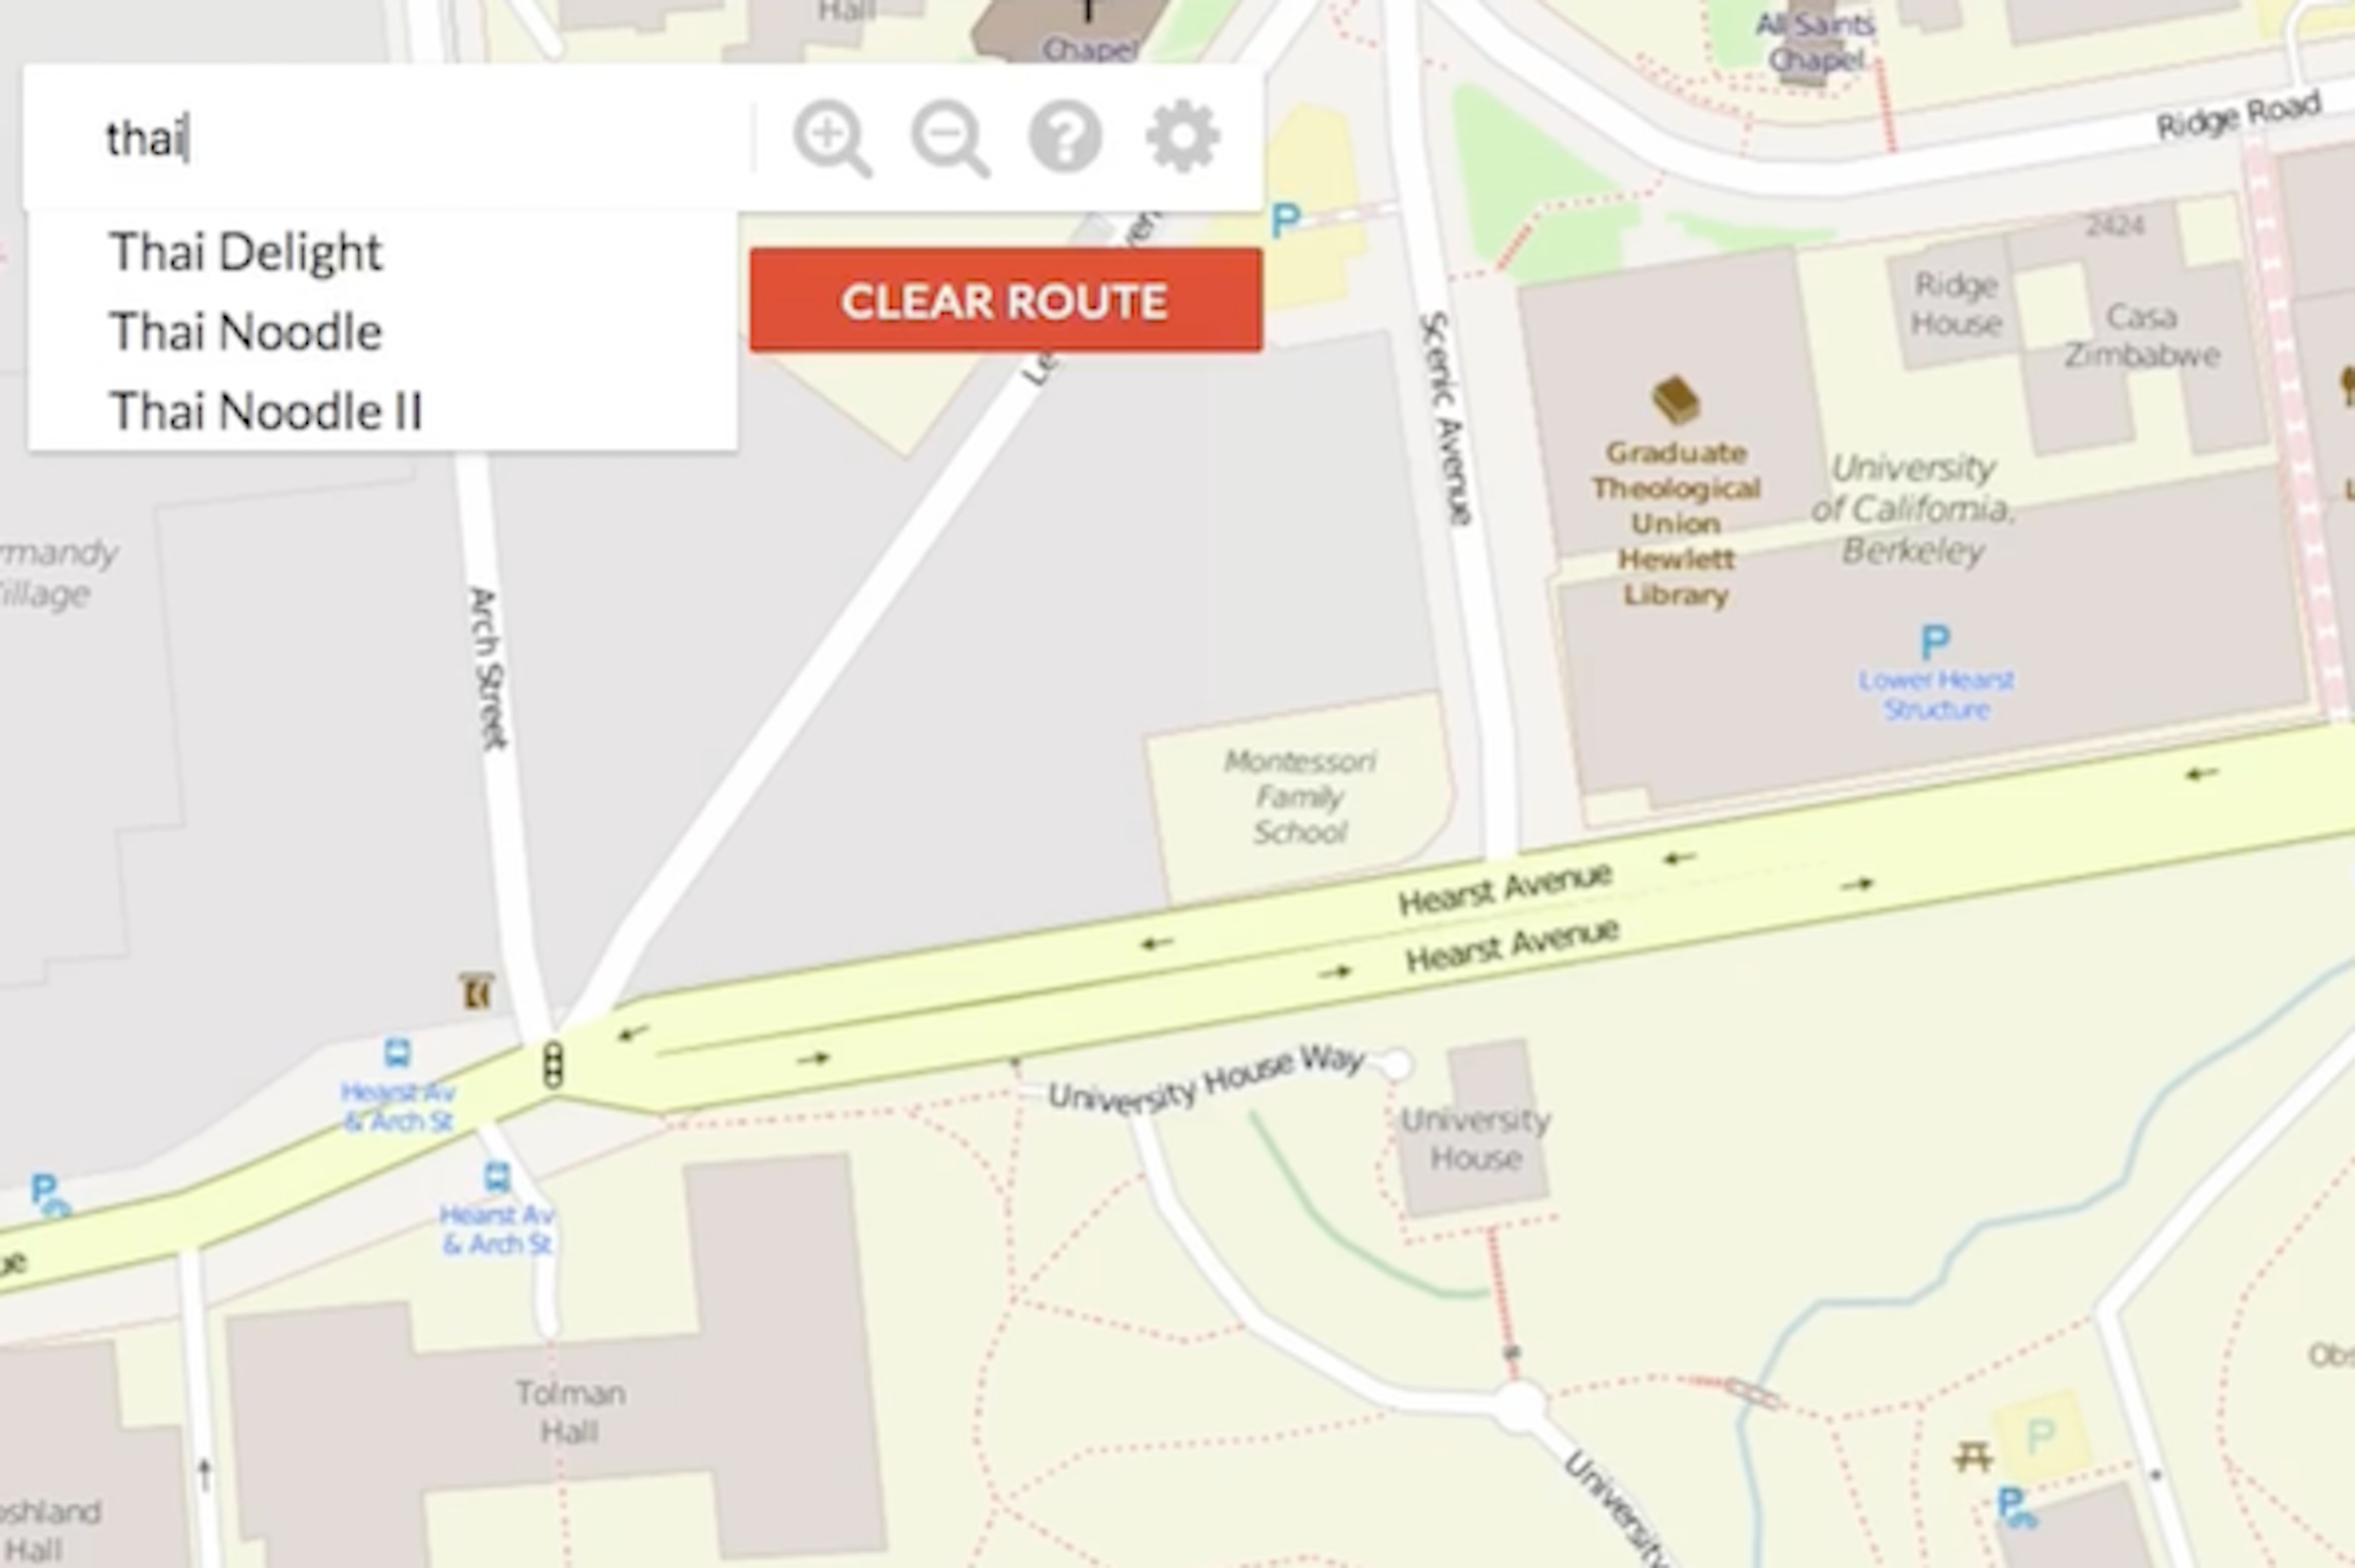 Hall
Chapel
All Saints
Chapel
thai
Thai Delight
Thai Noodle
Thai Noodle II
CLEAR ROUTE
P
Ridge Road
2424
Ridge
House
Casa
Zimbabwe
Scenic Avenue
Graduate
Theological
Union
Hewlett
Library
University
of California,
Berkeley
P
Lower Hearst
Structure
Arch Street
Montessori
Family
School
Hearst Avenue
Hearst Avenue
Hearst Av
& Arch St
University House Way
University
House
P
Hearst Av
& Arch St
Tolman
Hall
P
P
Hall
University